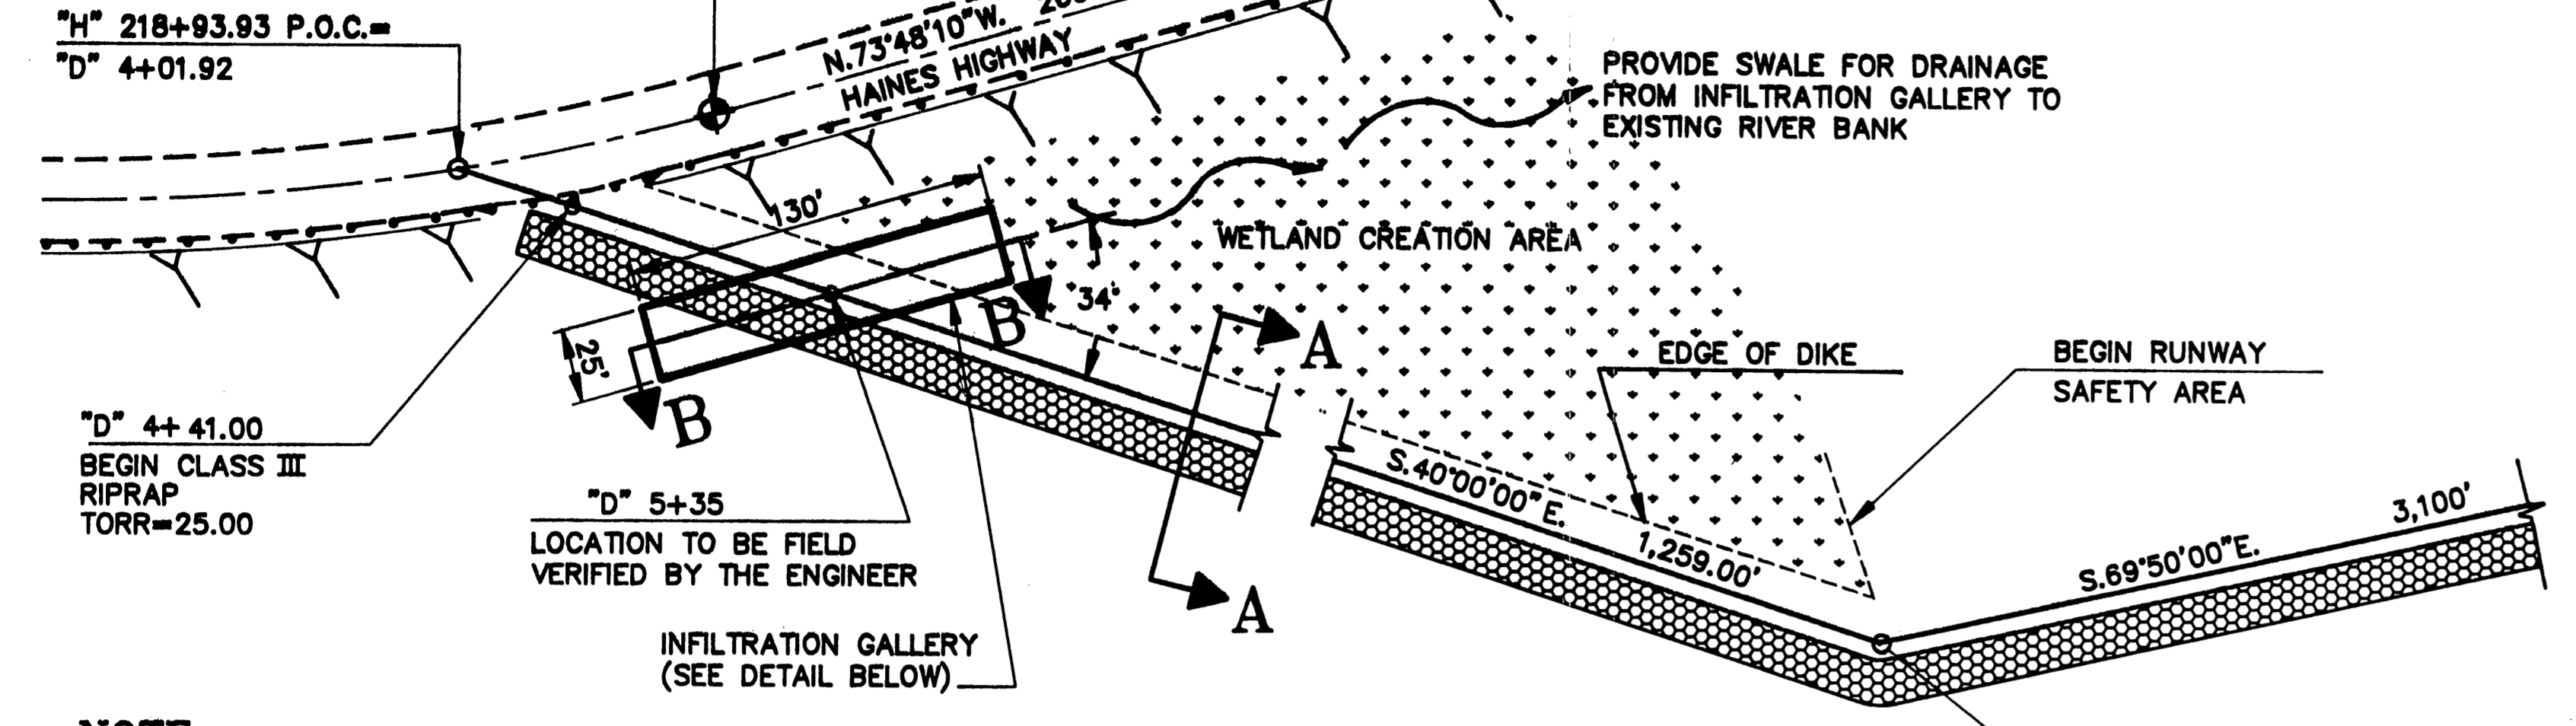 "H" 218+93.93 P.O.C.=
"D" 4+01.92
N.73°48'10"W.
HAINES HIGHWAY
PROVIDE SWALE FOR DRAINAGE
FROM INFILTRATION GALLERY TO
EXISTING RIVER BANK
130'
WETLAND CREATION AREA
34'
B
A
25'
B
EDGE OF DIKE
BEGIN RUNWAY
SAFETY AREA
"D" 4+41.00
BEGIN CLASS III
RIPRAP
TORR=25.00
"D" 5+35
LOCATION TO BE FIELD
VERIFIED BY THE ENGINEER
S.40°00'00"E.
1,259.00'
3,100'
S.69°50'00"E.
A
INFILTRATION GALLERY
(SEE DETAIL BELOW)